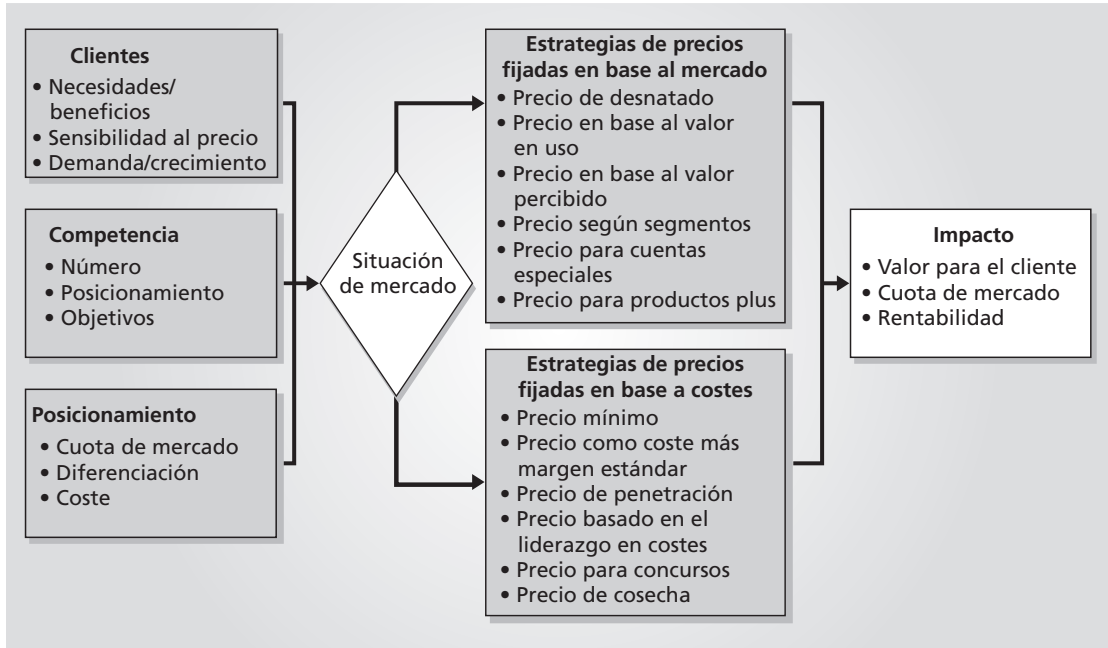 Clientes
• Necesidades/
beneficios
• Sensibilidad al precio
• Demanda/crecimiento
Competencia
• Número
• Posicionamiento
• Objetivos
Posicionamiento
• Cuota de mercado
• Diferenciación
• Coste
Situación
de mercado
Estrategias de precios
fijadas en base al mercado
• Precio de desnatado
• Precio en base al valor
en uso
• Precio en base al valor
percibido
• Precio según segmentos
• Precio para cuentas
especiales
• Precio para productos plus
Estrategias de precios
fijadas en base a costes
• Precio mínimo
• Precio como coste más
margen estándar
• Precio de penetración
• Precio basado en el
liderazgo en costes
• Precio para concursos
• Precio de cosecha
Impacto
• Valor para el cliente
• Cuota de mercado
• Rentabilidad